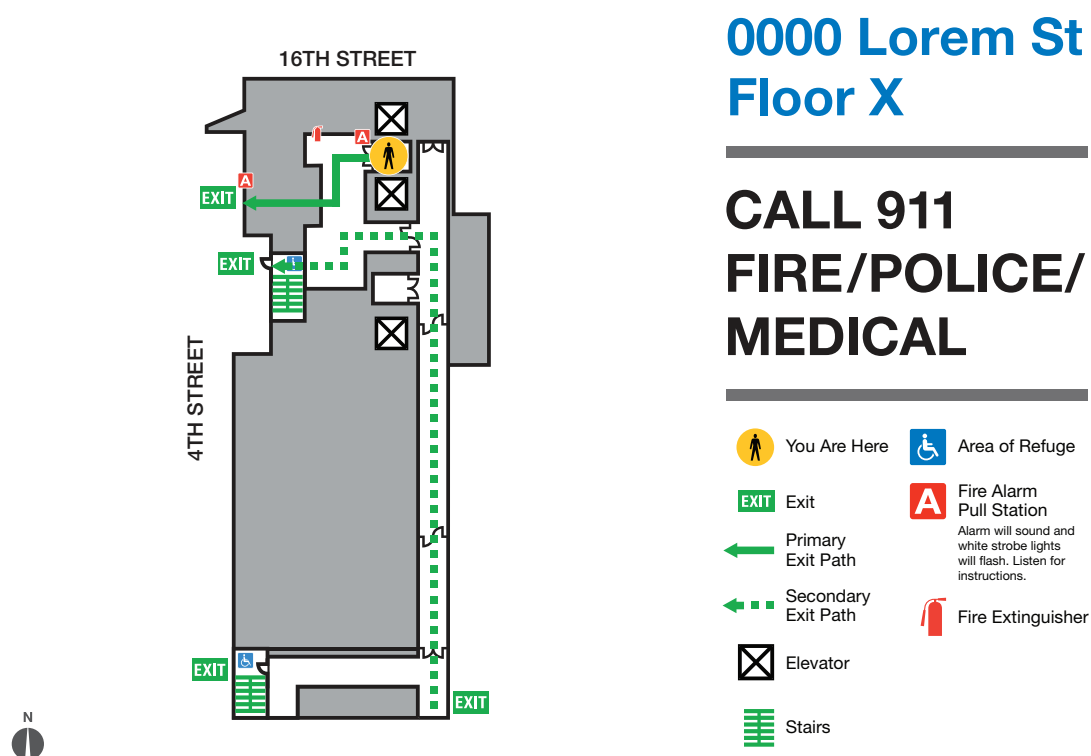 16TH STREET
A
A
EXIT
EXIT
4TH STREET
EXIT
EXIT
N
0000 Lorem St
Floor X
CALL 911
FIRE/POLICE/
MEDICAL
You Are Here
Area of Refuge
EXIT Exit
A Fire Alarm
Pull Station
Alarm will sound and
white strobe lights
will flash. Listen for
instructions.
Primary
Exit Path
Secondary
Exit Path
Fire Extinguisher
Elevator
Stairs